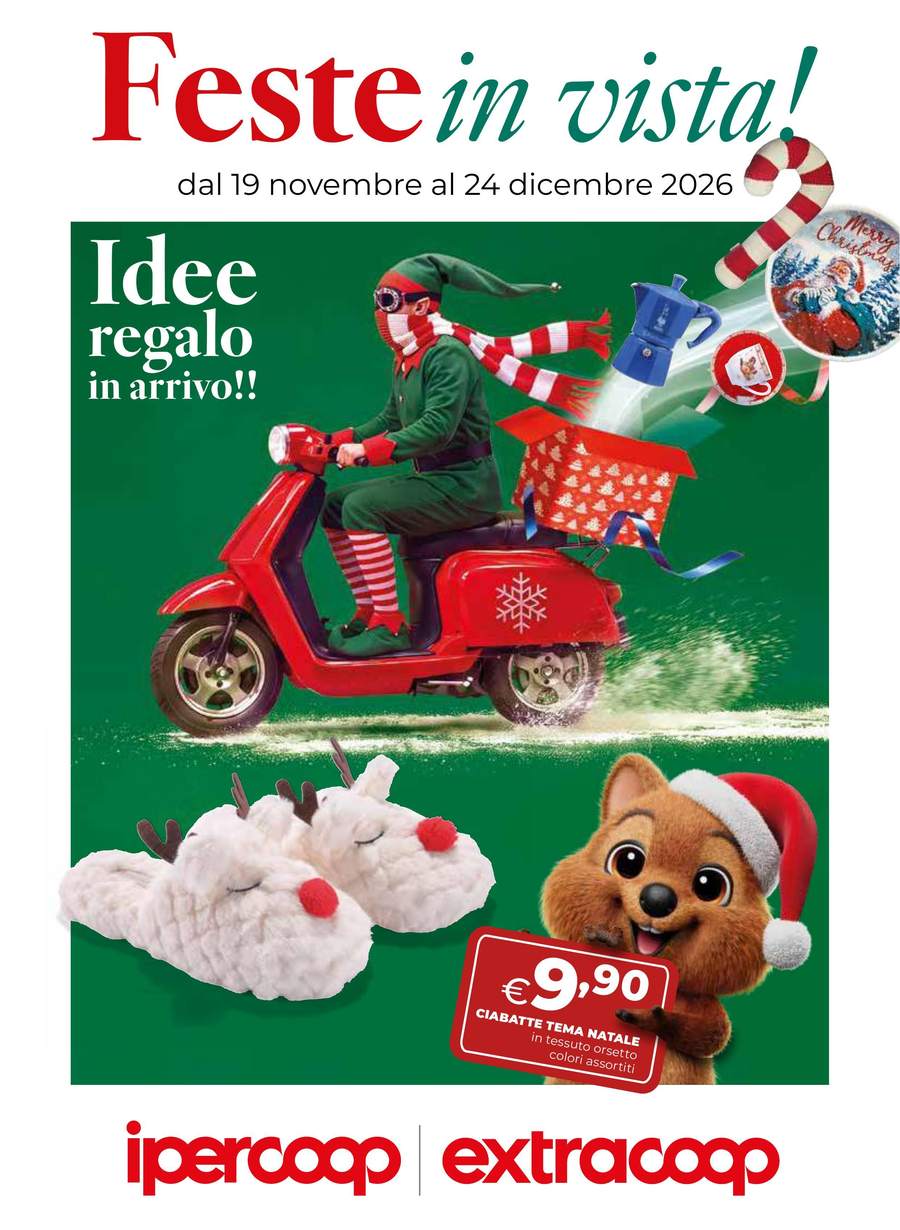 Feste in vista!
dal 19 novembre al 24 dicembre 2026
Merry
Christmas
Idee
regalo
in arrivo!!
€9,90
CIABATTE TEMA NATALE
in tessuto orsetto
colori assortiti
ipercoop | extracoop